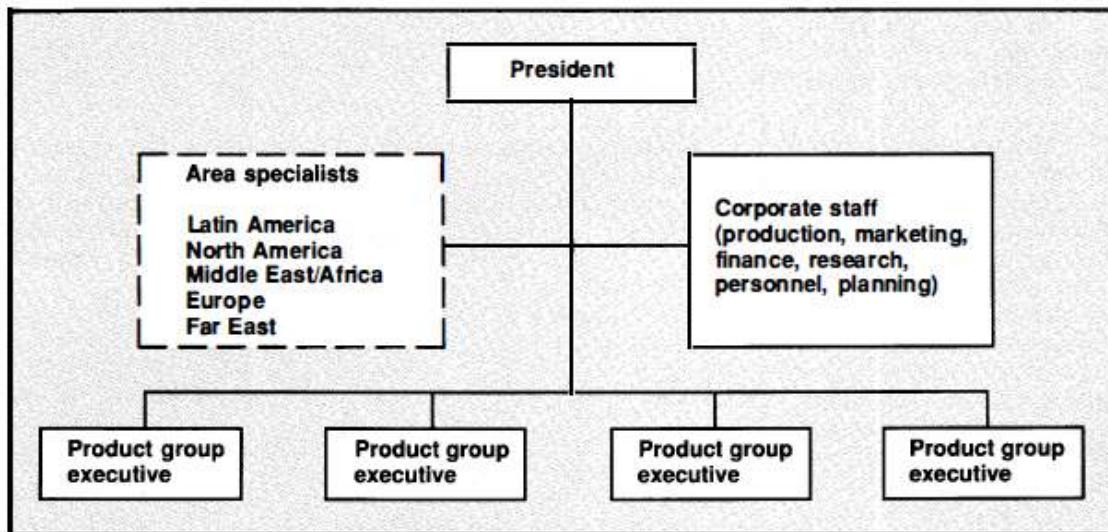 President
Area specialists
Latin America
North America
Middle East/Africa
Europe
Far East
Corporate staff
(production, marketing,
finance, research,
personnel, planning)
Product group
executive
Product group
executive
Product group
executive
Product group
executive